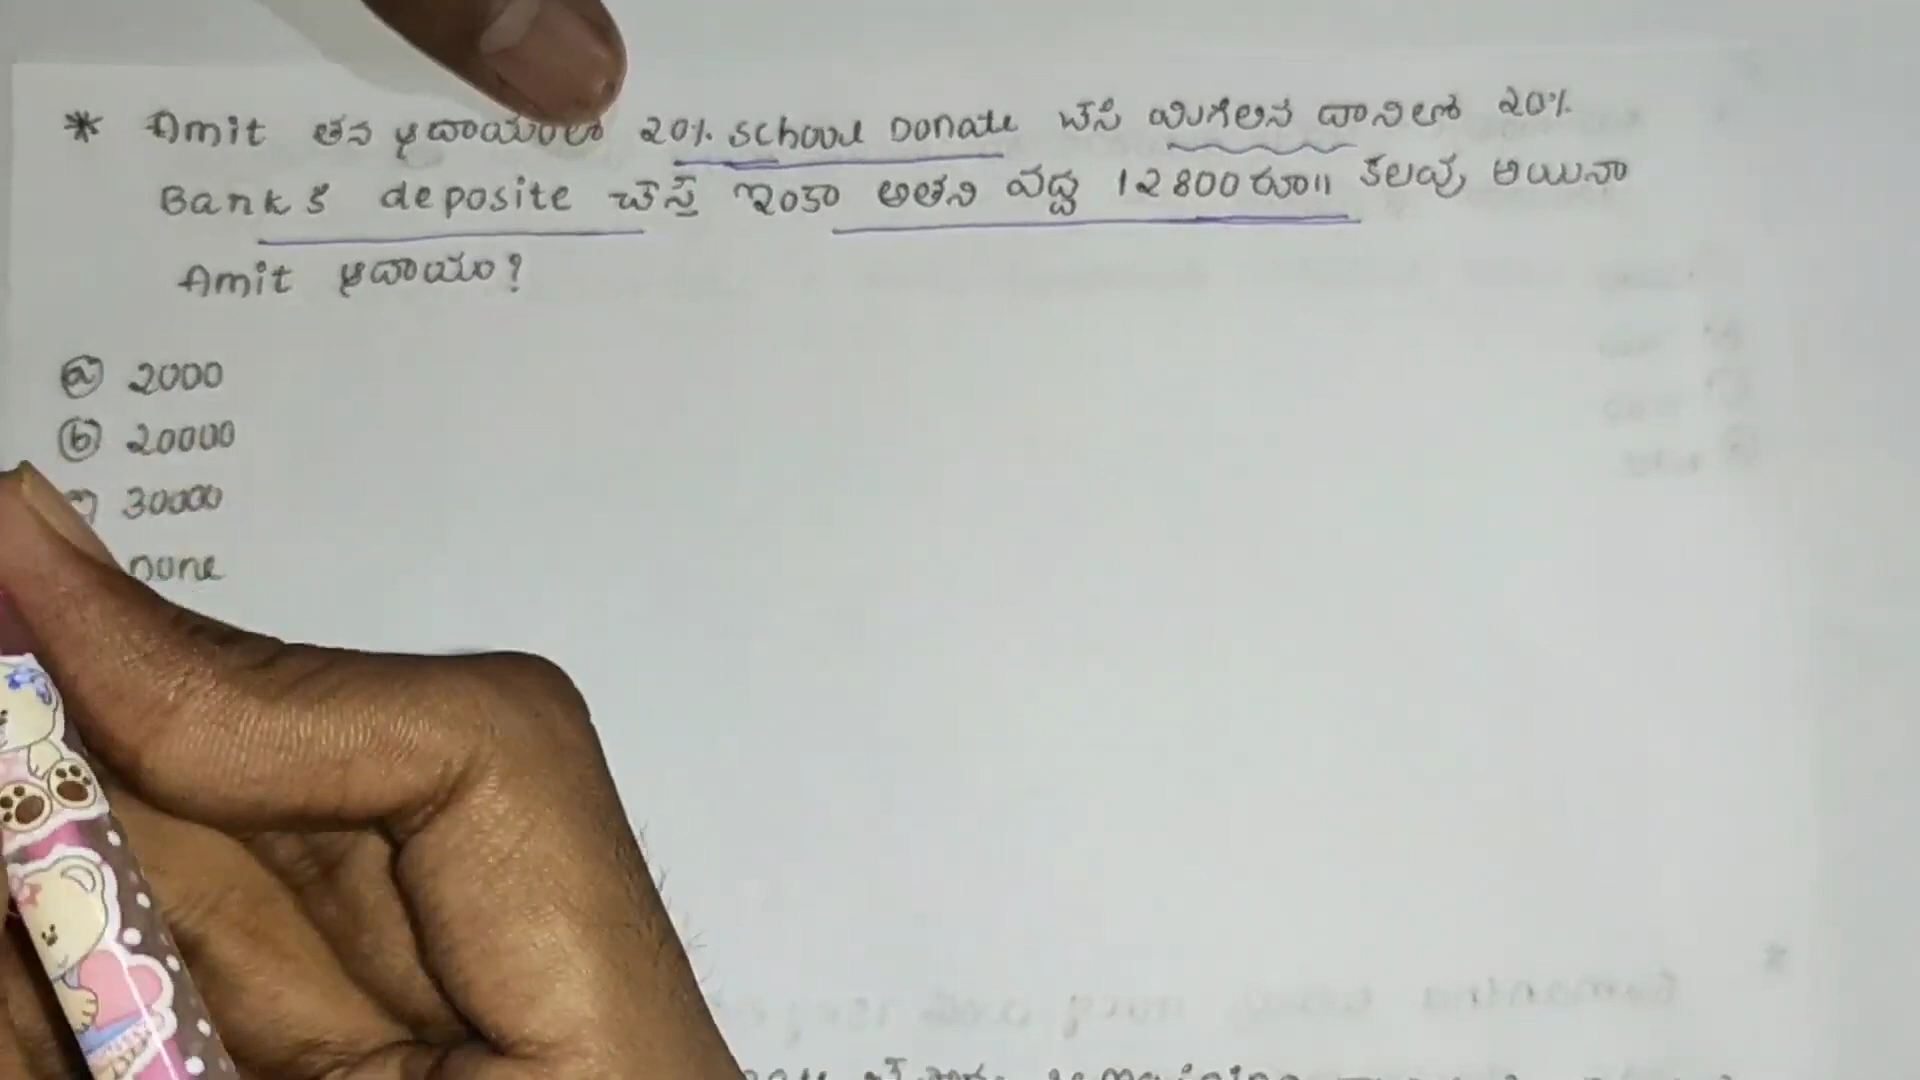 * Amit తన ఆదాయంలో 20% school Donate చేసి మిగిలిన దానిలో 20%
Bank కి deposite చేస్తే ఇంకా అతని వద్ద 12800రూ॥ కలవు అయినా
Amit ఆదాయం?
ⓐ 2000
ⓑ 20000
30000
none